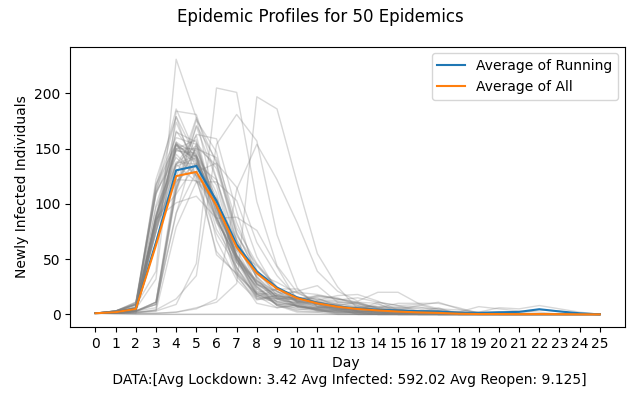 Epidemic Profiles for 50 Epidemics
Average of Running
Average of All
Newly Infected Individuals
200
150
100
50
0
0 1 2 3 4 5 6 7 8 9 10 11 12 13 14 15 16 17 18 19 20 21 22 23 24 25
Day
DATA:[Avg Lockdown: 3.42 Avg Infected: 592.02 Avg Reopen: 9.125]